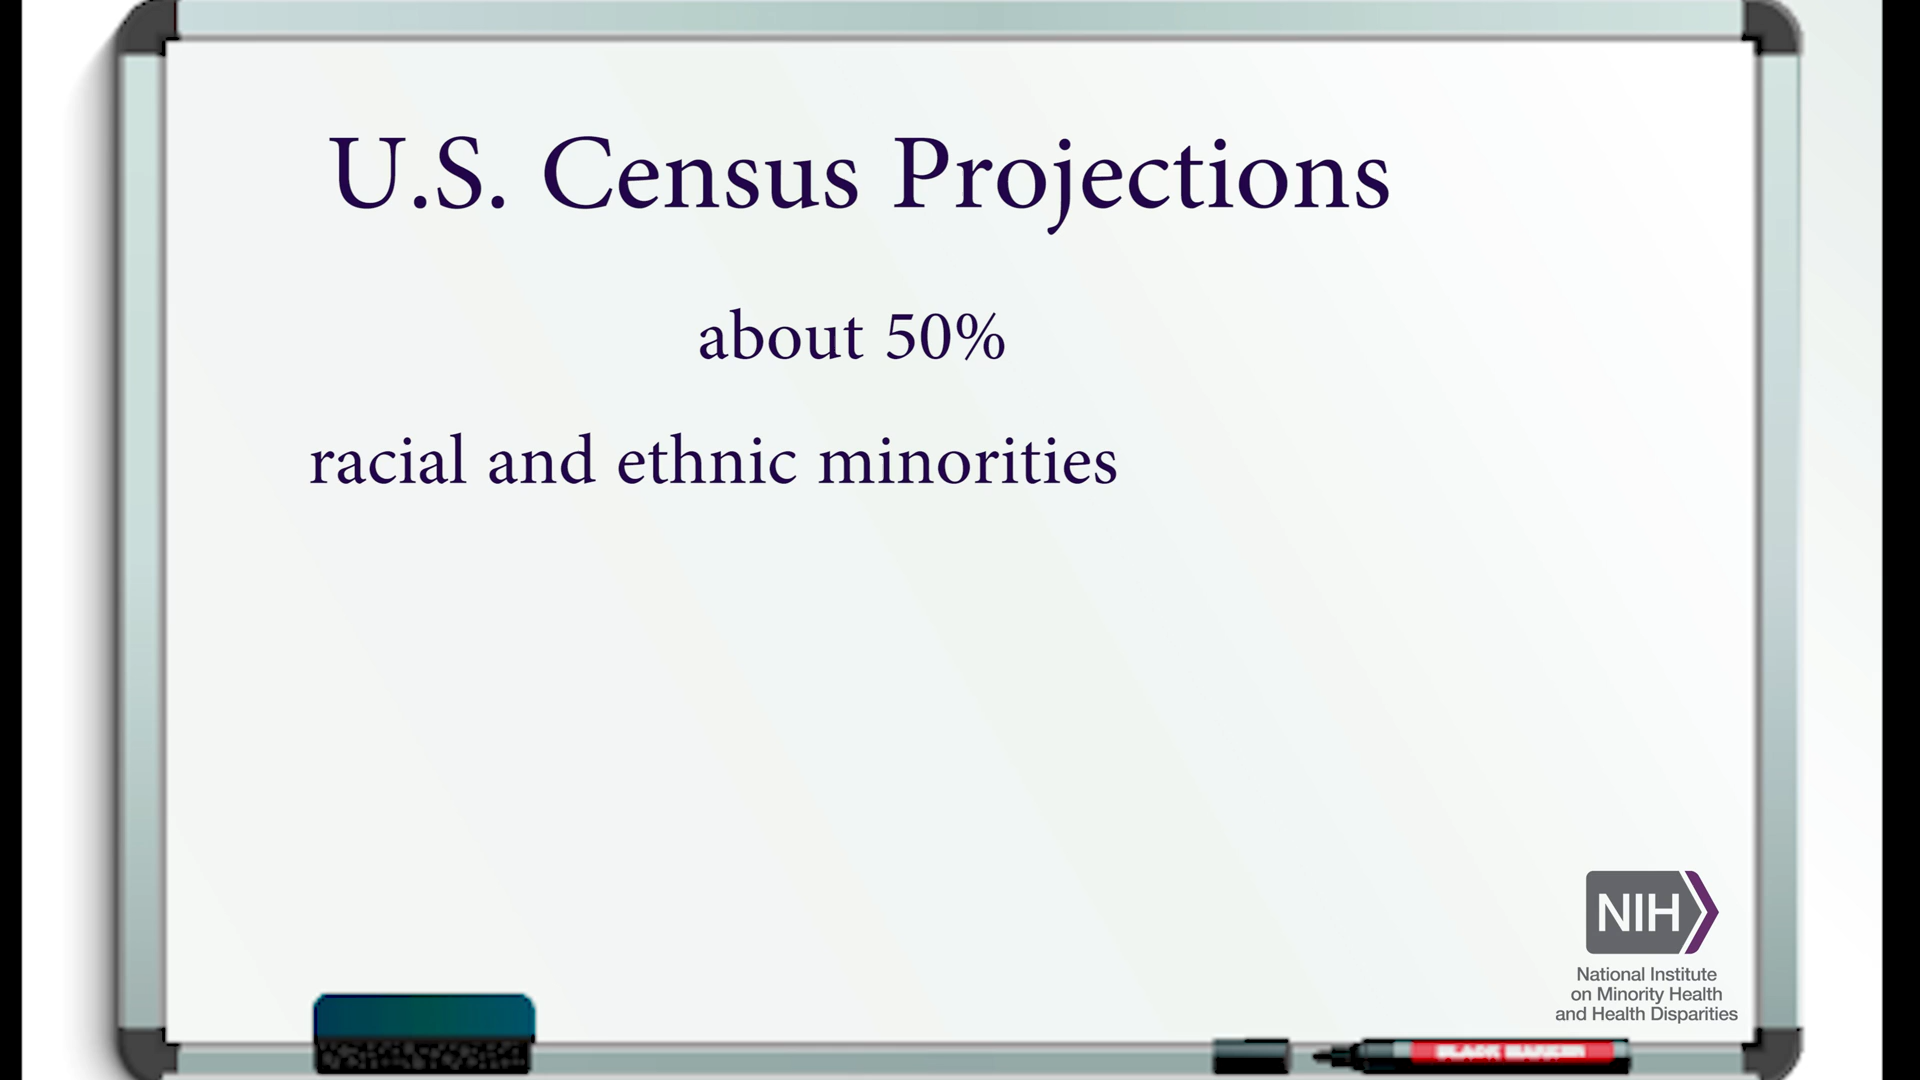 U.S. Census Projections
about 50%
racial and ethnic minorities
NIH
National Institute
on Minority Health
and Health Disparities